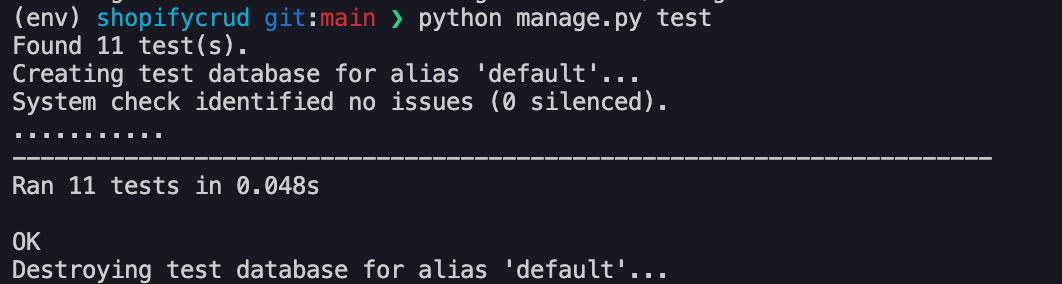 (env) shopifycrud git:main ❯ python manage.py test
Found 11 test(s).
Creating test database for alias 'default'...
System check identified no issues (0 silenced).
...........
----------------------------------------------------------------------
Ran 11 tests in 0.048s

OK
Destroying test database for alias 'default'...